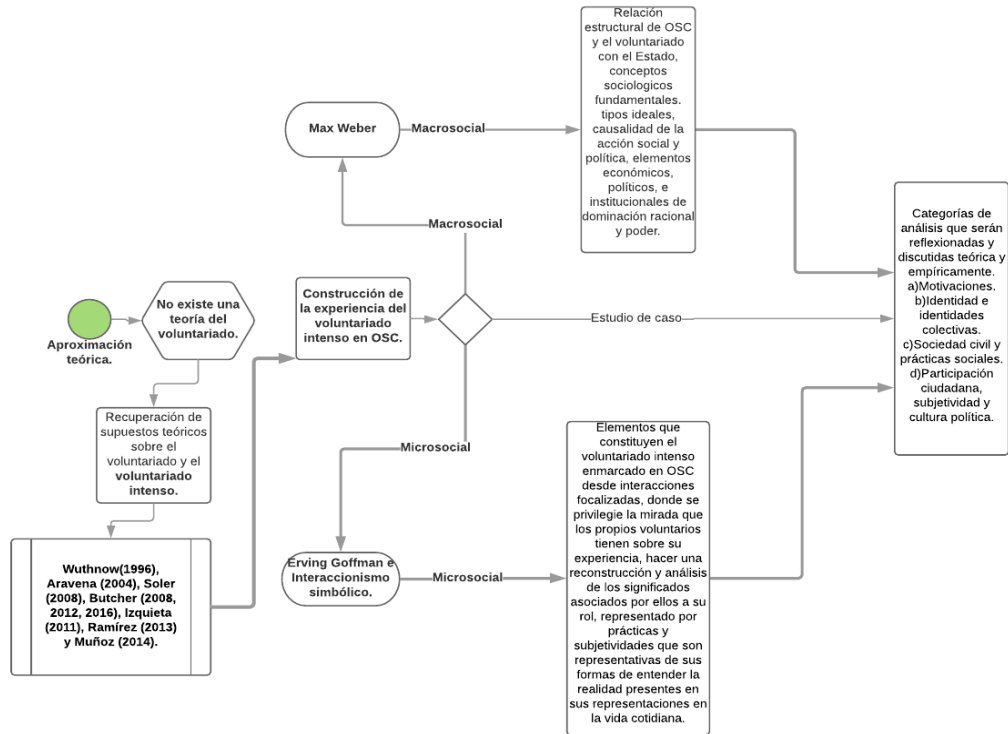 Aproximación
teórica.
No existe una
teoría del
voluntariado.
Recuperación de
supuestos teóricos
sobre el
voluntariado y el
voluntariado
intenso.
Wuthnow(1996),
Aravena (2004), Soler
(2008), Butcher (2008,
2012, 2016), Izquieta
(2011), Ramírez (2013)
y Muñoz (2014).
Construcción de
la experiencia del
voluntariado
intenso en OSC.
Macrosocial
Max Weber
Macrosocial
Relación
estructural de OSC
y el voluntariado
con el Estado,
conceptos
sociologicos
fundamentales.
tipos ideales,
causalidad de la
acción social y
política, elementos
económicos,
políticos, e
institucionales de
dominación racional
y poder.
Estudio de caso
Microsocial
Erving Goffman e
Interaccionismo
simbólico.
Microsocial
Elementos que
constituyen el
voluntariado intenso
enmarcado en OSC
desde interacciones
focalizadas, donde se
privilegie la mirada que
los propios voluntarios
tienen sobre su
experiencia, hacer una
reconstrucción y análisis
de los significados
asociados por ellos a su
rol, representado por
prácticas y
subjetividades que son
representativas de sus
formas de entender la
realidad presentes en
sus representaciones en
la vida cotidiana.
Categorías de
análisis que serán
reflexionadas y
discutidas teórica y
empíricamente.
a)Motivaciones.
b)Identidad e
identidades
colectivas.
c)Sociedad civil y
prácticas sociales.
d)Participación
ciudadana,
subjetividad y
cultura política.